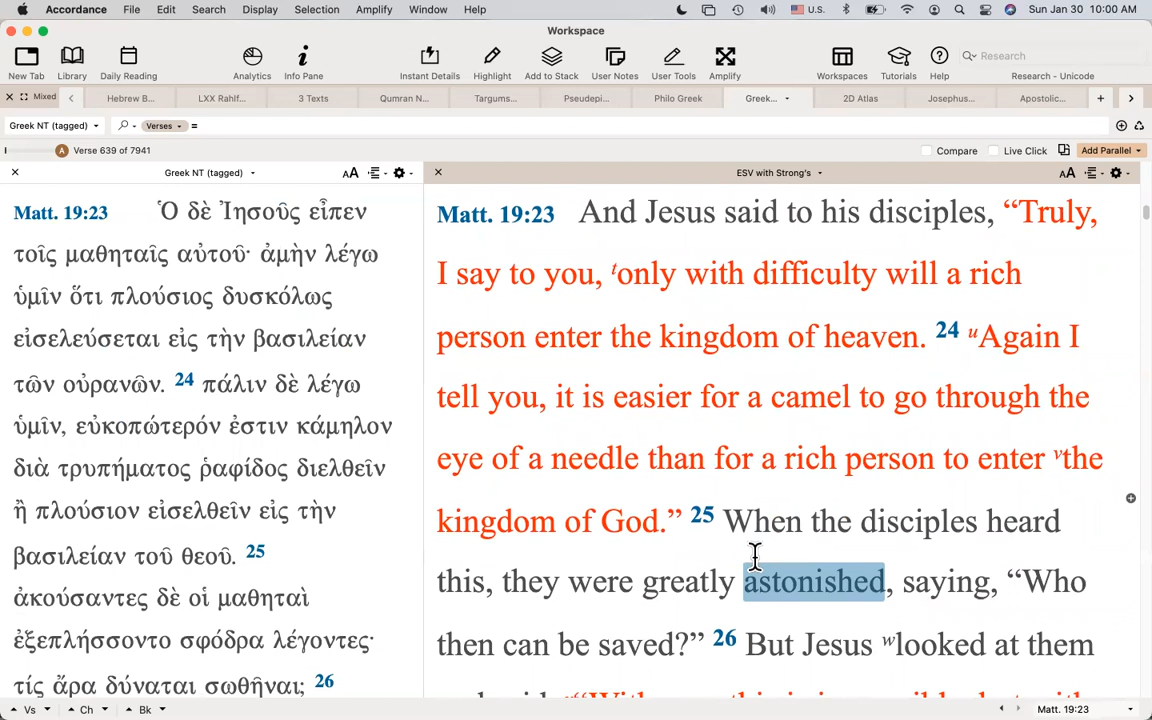 Accordance File Edit Search Display Selection Amplify Window Help U.S. Sun Jan 30 10:00 AM
Workspace
New Tab Library Daily Reading Analytics Info Pane Instant Details Highlight Add to Stack User Notes User Tools Amplify Workspaces Tutorials Help Research
Research - Unicode
Mixed Hebrew B... LXX Rahlf... 3 Texts Qumran N... Targums... Pseudepi... Philo Greek Greek... 2D Atlas Josephus... Apostolic...
Greek NT (tagged) Verses =
A Verse 639 of 7941 Compare Live Click Add Parallel
Greek NT (tagged)
Matt. 19:23 Ὁ δὲ Ἰησοῦς εἶπεν
τοῖς μαθηταῖς αὐτοῦ· ἀμὴν λέγω
ὑμῖν ὅτι πλούσιος δυσκόλως
εἰσελεύσεται εἰς τὴν βασιλείαν
τῶν οὐρανῶν. 24 πάλιν δὲ λέγω
ὑμῖν, εὐκοπώτερόν ἐστιν κάμηλον
διὰ τρυπήματος ῥαφίδος διελθεῖν
ἢ πλούσιον εἰσελθεῖν εἰς τὴν
βασιλείαν τοῦ θεοῦ. 25
ἀκούσαντες δὲ οἱ μαθηταὶ
ἐξεπλήσσοντο σφόδρα λέγοντες·
τίς ἄρα δύναται σωθῆναι; 26
ESV with Strong's
Matt. 19:23 And Jesus said to his disciples, “Truly,
I say to you, tonly with difficulty will a rich
person enter the kingdom of heaven. 24 uAgain I
tell you, it is easier for a camel to go through the
eye of a needle than for a rich person to enter vthe
kingdom of God.” 25 When the disciples heard
this, they were greatly astonished, saying, “Who
then can be saved?” 26 But Jesus wlooked at them
Vs Ch Bk Matt. 19:23